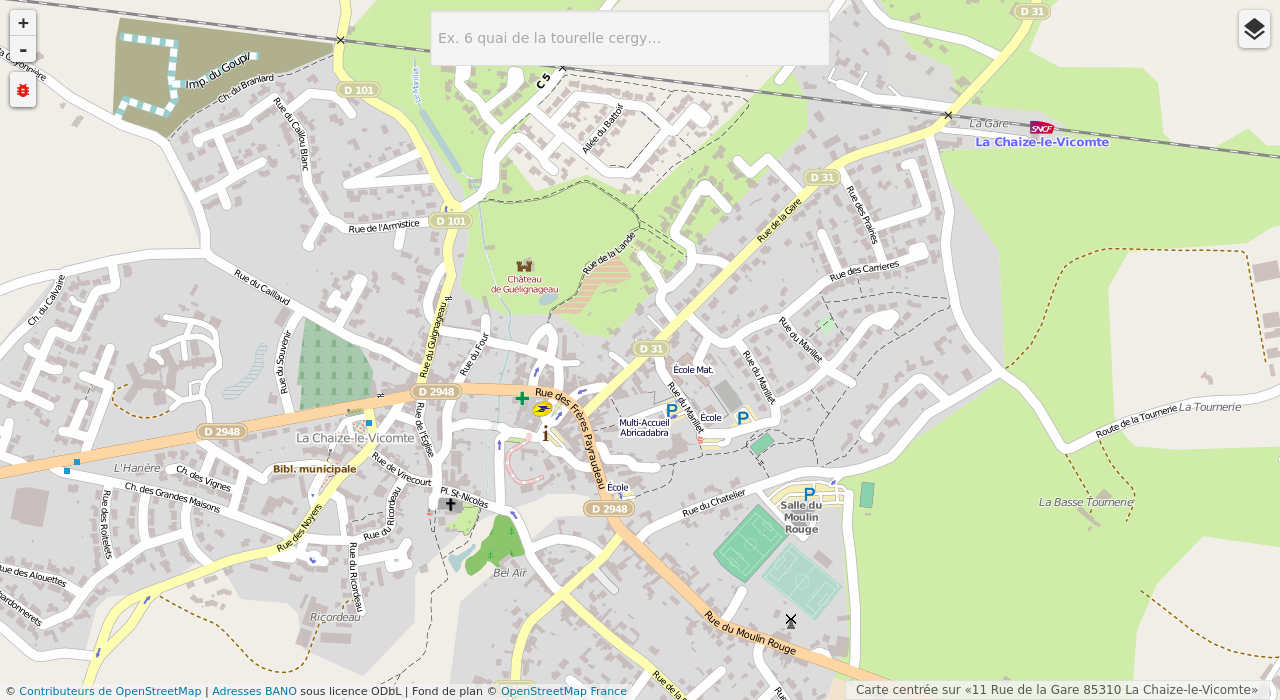 +
-
Ex. 6 quai de la tourelle cergy…
D 31
Imp. du Goupy
Ch. du Branlard
D 101
C 5
Le Marillet
Rue du Caillou Blanc
Allée du Battoir
La Gare
SNCF
La Chaize-le-Vicomte
D 31
Rue de la Gare
Rue des Prairies
D 101
Rue de l'Armistice
Rue de la Lande
Château
de Guélignageau
Rue des Carrieres
Rue du Caillaud
Ch. du Calvaire
Rue du Guignageau
Rue du Four
Rue du Souvenir
D 31
Rue du Marillet
École Mat.
Rue du Marillet
Rue du Marillet
D 2948
Rue des Frères Payraudeau
P
École
P
Multi-Accueil
Abricadabra
La Tournerie
Route de la Tournerie
D 2948
La Chaize-le-Vicomte
Rue de l'Église
i
L'Hanère
Ch. des Vignes
Bibl. municipale
Rue de Virecourt
Ch. des Grandes Maisons
Pl. St-Nicolas
École
D 2948
Rue du Chatelier
P
Salle du
Moulin
Rouge
La Basse Tournerie
Rue des Roitelets
Rue des Noyers
Rue du Ricordeau
Rue du Ricordeau
Bel Air
Rue des Alouettes
Ricordeau
Rue du Moulin Rouge
© Contributeurs de OpenStreetMap | Adresses BANO sous licence ODbL | Fond de plan © OpenStreetMap France
Carte centrée sur «11 Rue de la Gare 85310 La Chaize-le-Vicomte»